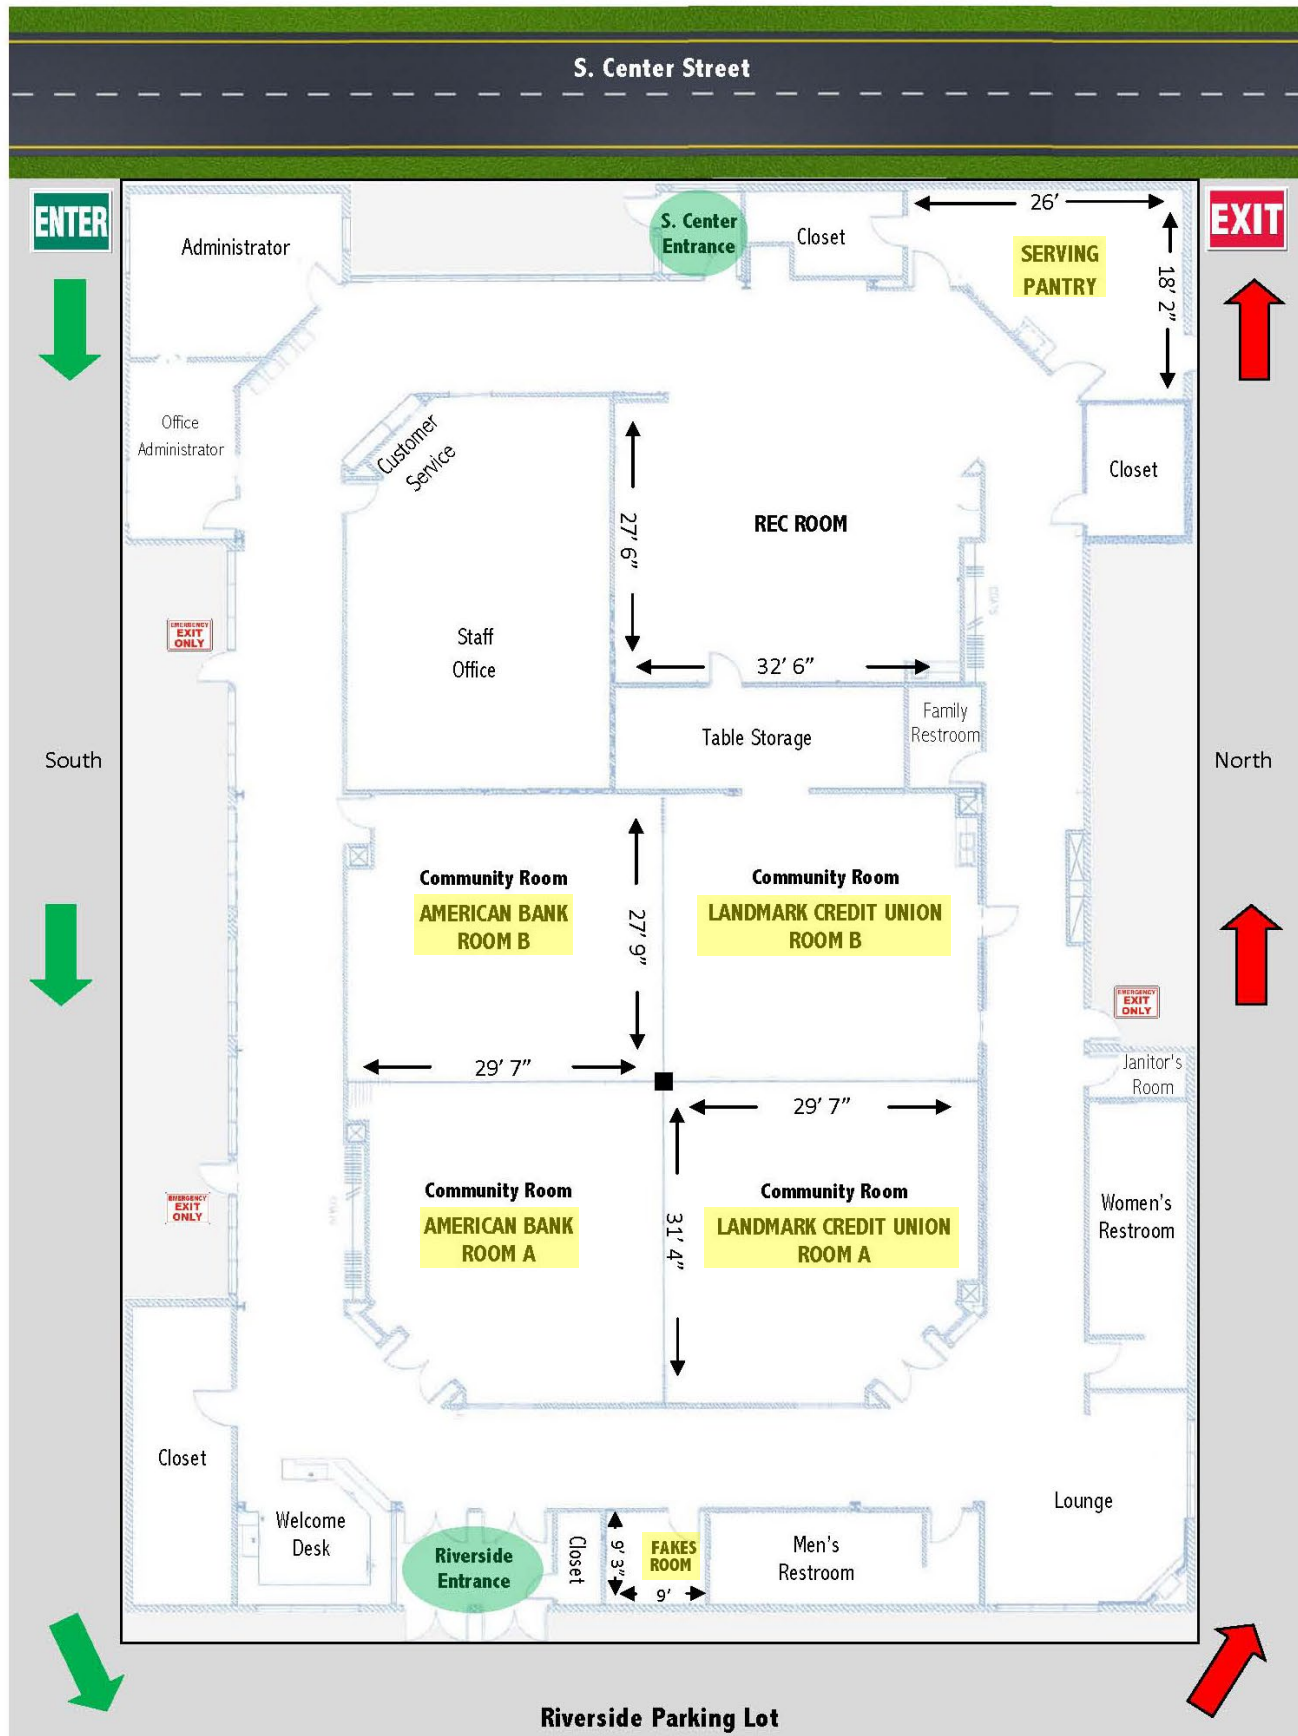 S. Center Street
ENTER
EXIT
Administrator
S. Center
Entrance
Closet
26'
SERVING
PANTRY
18' 2"
Office
Administrator
Customer
Service
Closet
27' 6"
REC ROOM
EMERGENCY
EXIT
ONLY
Staff
Office
32' 6"
South
North
Table Storage
Family
Restroom
Community Room
AMERICAN BANK
ROOM B
27' 9"
Community Room
LANDMARK CREDIT UNION
ROOM B
EMERGENCY
EXIT
ONLY
29' 7"
Janitor's
Room
29' 7"
Community Room
AMERICAN BANK
ROOM A
31' 4"
Community Room
LANDMARK CREDIT UNION
ROOM A
EMERGENCY
EXIT
ONLY
Women's
Restroom
Closet
Lounge
Welcome
Desk
Riverside
Entrance
Closet
9' 3"
FAKES
ROOM
9'
Men's
Restroom
Riverside Parking Lot